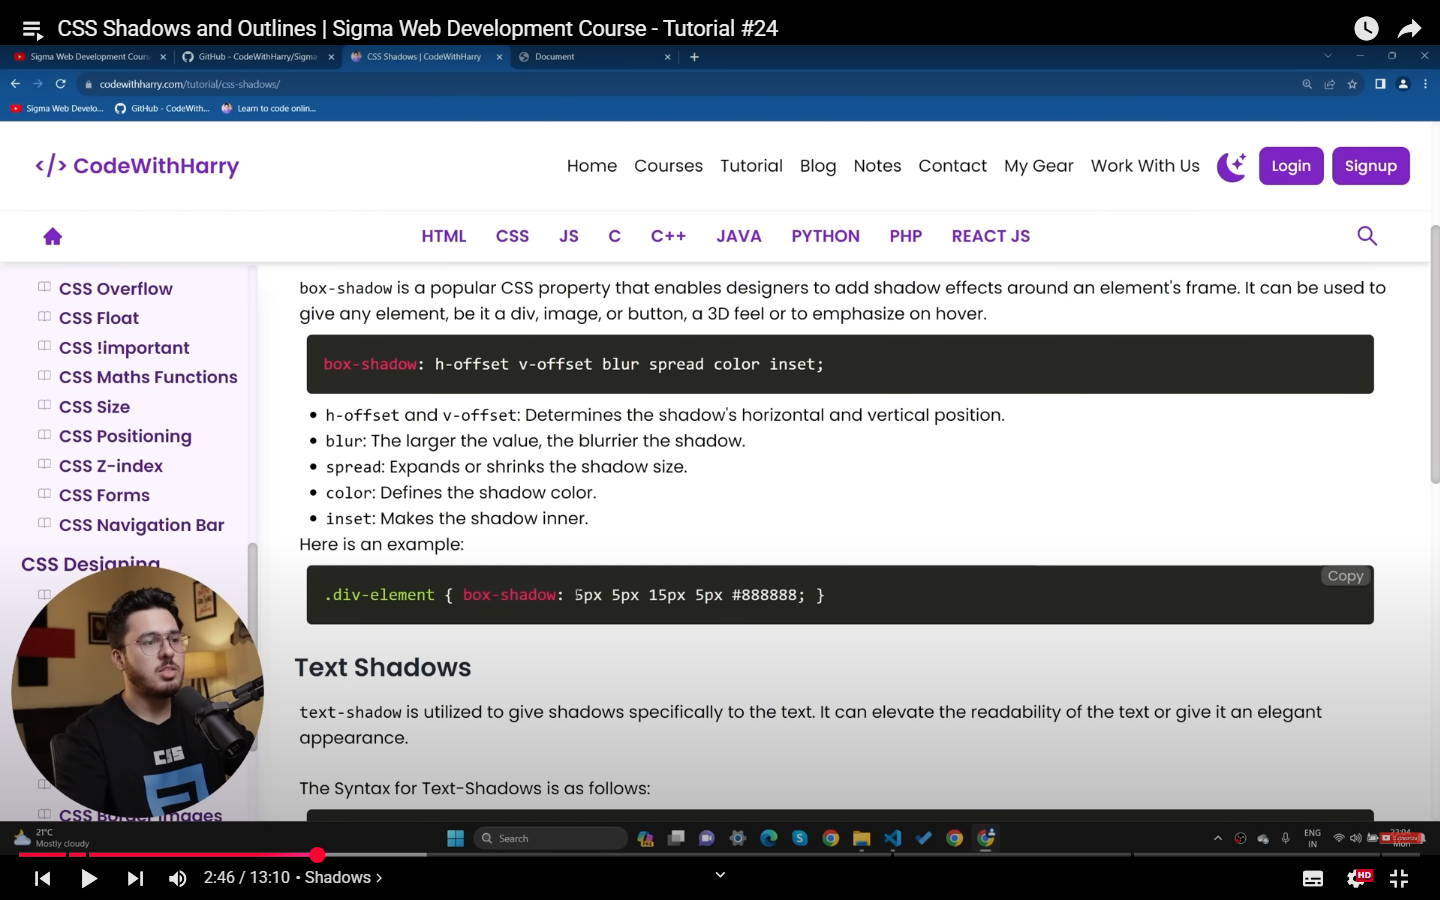 CSS Shadows and Outlines | Sigma Web Development Course - Tutorial #24
Sigma Web Development Cours
GitHub - CodeWithHarry/Sigma
CSS Shadows | CodeWithHarry
Document
codewithharry.com/tutorial/css-shadows/
Sigma Web Develo...
GitHub - CodeWith...
Learn to code onlin...
</> CodeWithHarry
Home
Courses
Tutorial
Blog
Notes
Contact
My Gear
Work With Us
Login
Signup
HTML
CSS
JS
C
C++
JAVA
PYTHON
PHP
REACT JS
CSS Overflow
CSS Float
CSS !important
CSS Maths Functions
CSS Size
CSS Positioning
CSS Z-index
CSS Forms
CSS Navigation Bar
CSS Designing
CSS Border Images
box-shadow is a popular CSS property that enables designers to add shadow effects around an element's frame. It can be used to
give any element, be it a div, image, or button, a 3D feel or to emphasize on hover.
box-shadow: h-offset v-offset blur spread color inset;
h-offset and v-offset: Determines the shadow's horizontal and vertical position.
blur: The larger the value, the blurrier the shadow.
spread: Expands or shrinks the shadow size.
color: Defines the shadow color.
inset: Makes the shadow inner.
Here is an example:
Copy
.div-element { box-shadow: 5px 5px 15px 5px #888888; }
Text Shadows
text-shadow is utilized to give shadows specifically to the text. It can elevate the readability of the text or give it an elegant
appearance.
The Syntax for Text-Shadows is as follows:
21°C
Mostly cloudy
Search
ENG
IN
2:46 / 13:10 • Shadows >
HD